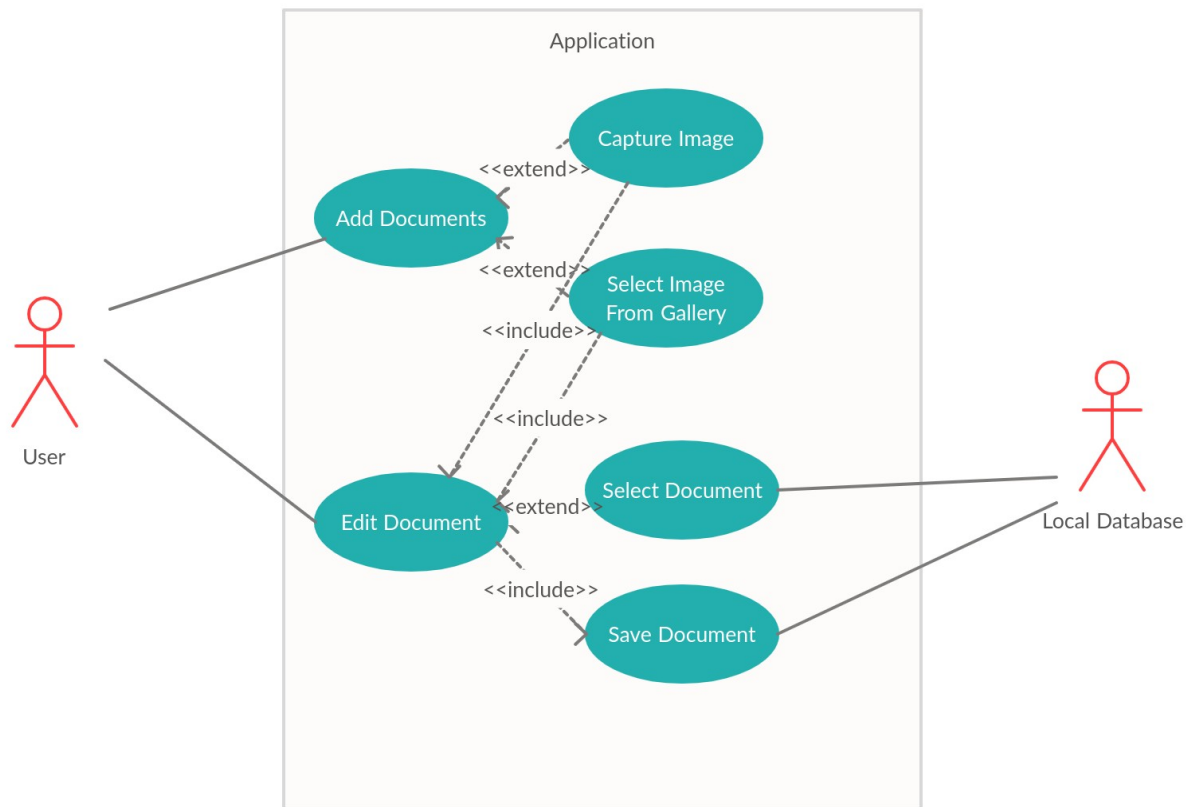 Application
Capture Image
<<extend>>
Add Documents
<<extend>>
Select Image
From Gallery
<<include>>
<<include>>
User
Select Document
<<extend>>
Edit Document
Local Database
<<include>>
Save Document